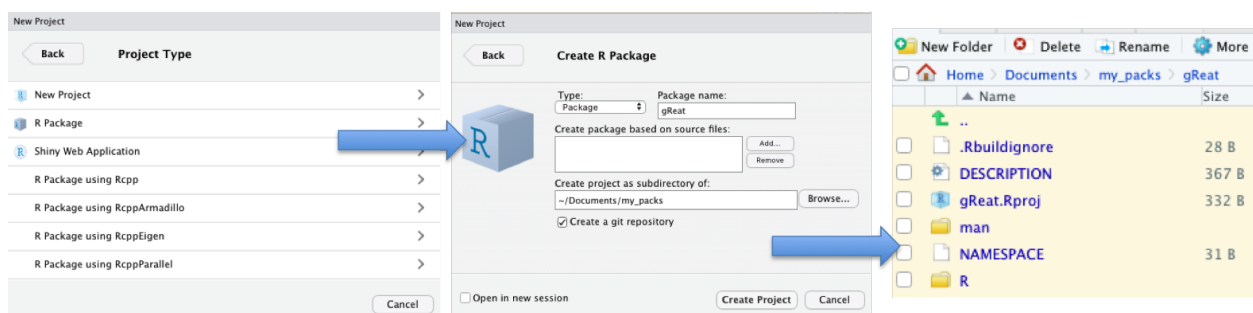 New Project
Back Project Type
New Project
R Package
R Shiny Web Application
R Package using Rcpp
R Package using RcppArmadillo
R Package using RcppEigen
R Package using RcppParallel
Cancel
New Project
Back Create R Package
Type: Package name:
Package gReat
Create package based on source files:
Add...
Remove
R
Create project as subdirectory of:
~/Documents/my_packs Browse...
Create a git repository
Open in new session Create Project Cancel
New Folder Delete Rename More
Home > Documents > my_packs > gReat
Name Size
..
.Rbuildignore 28 B
DESCRIPTION 367 B
gReat.Rproj 332 B
man
NAMESPACE 31 B
R